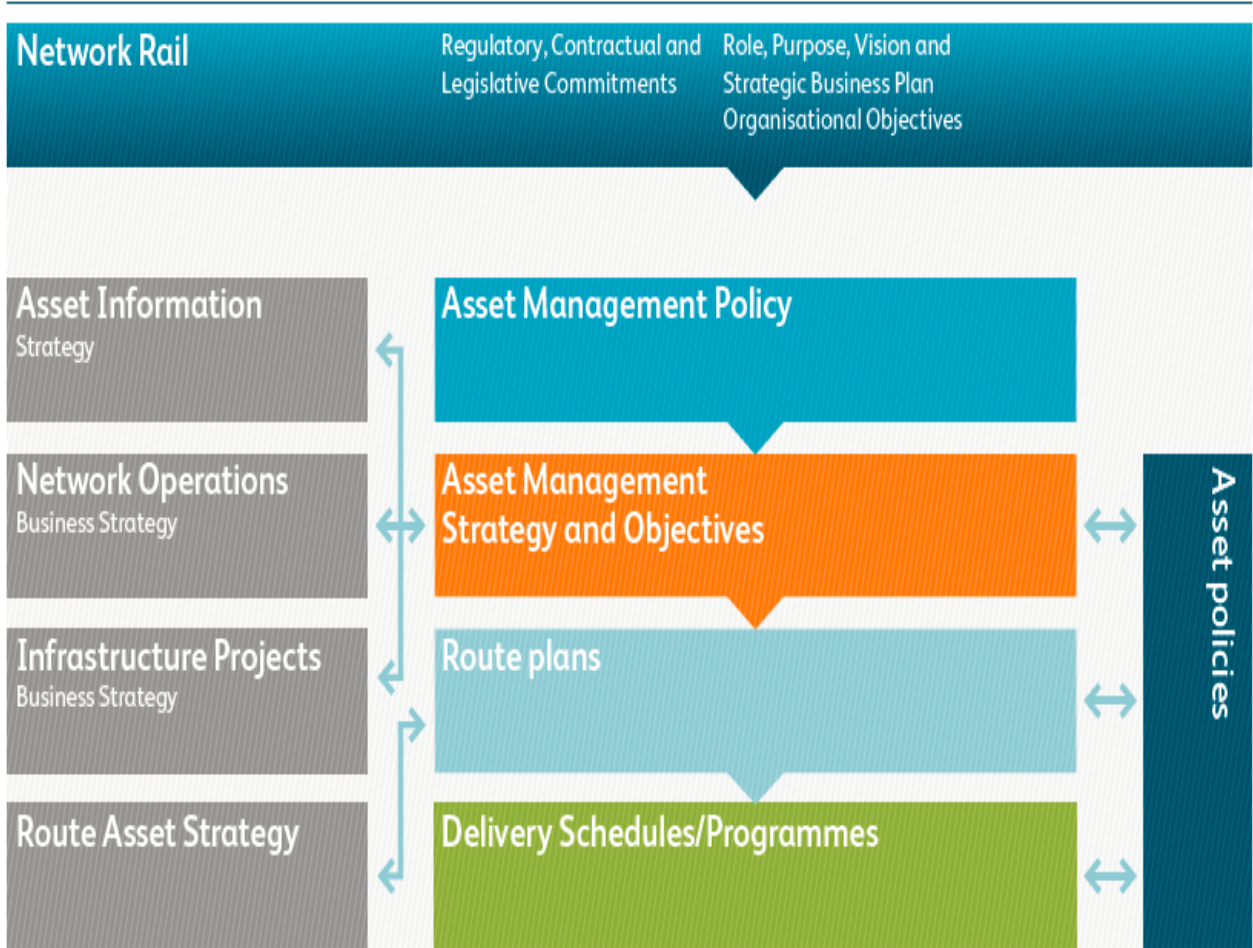 Network Rail
Regulatory, Contractual and
Legislative Commitments
Role, Purpose, Vision and
Strategic Business Plan
Organisational Objectives
Asset Information
Strategy
Asset Management Policy
Network Operations
Business Strategy
Asset Management
Strategy and Objectives
Asset policies
Infrastructure Projects
Business Strategy
Route plans
Route Asset Strategy
Delivery Schedules/Programmes